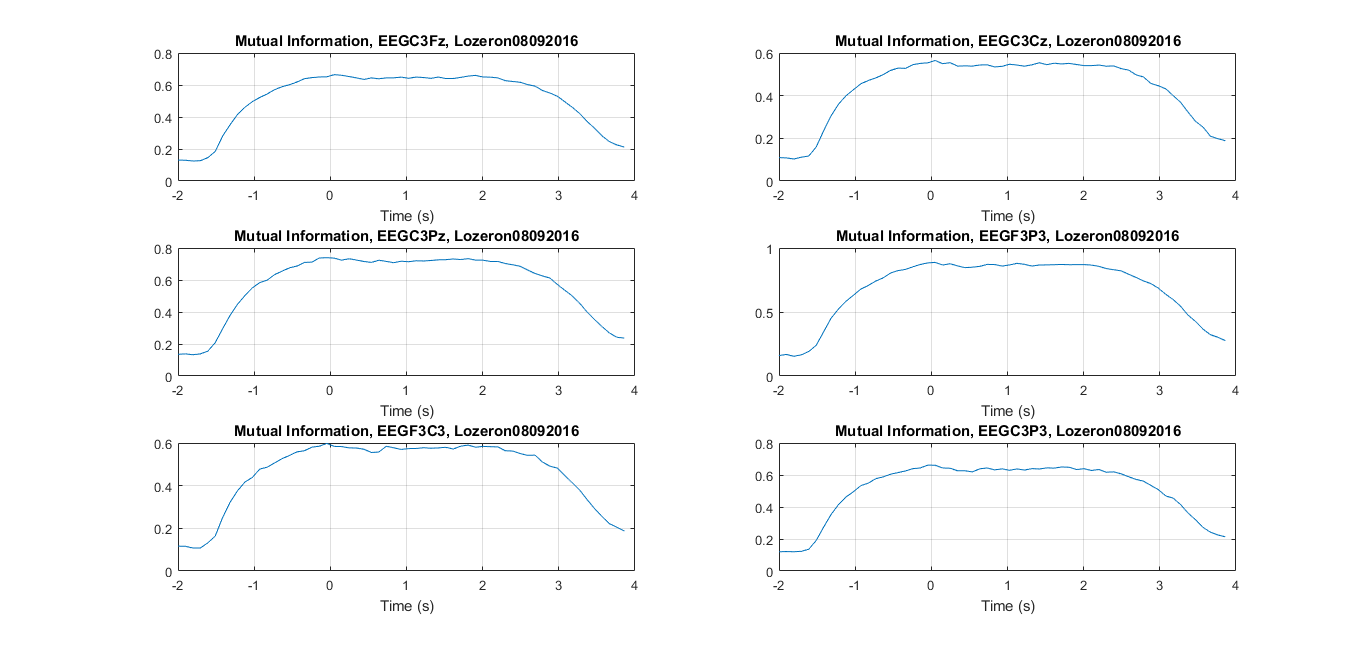 Mutual Information, EEGC3Fz, Lozeron08092016
0.8
0.6
0.4
0.2
0
-2 -1 0 1 2 3 4
Time (s)
Mutual Information, EEGC3Cz, Lozeron08092016
0.6
0.4
0.2
0
-2 -1 0 1 2 3 4
Time (s)
Mutual Information, EEGC3Pz, Lozeron08092016
0.8
0.6
0.4
0.2
0
-2 -1 0 1 2 3 4
Time (s)
Mutual Information, EEGF3P3, Lozeron08092016
1
0.5
0
-2 -1 0 1 2 3 4
Time (s)
Mutual Information, EEGF3C3, Lozeron08092016
0.6
0.4
0.2
0
-2 -1 0 1 2 3 4
Time (s)
Mutual Information, EEGC3P3, Lozeron08092016
0.8
0.6
0.4
0.2
0
-2 -1 0 1 2 3 4
Time (s)